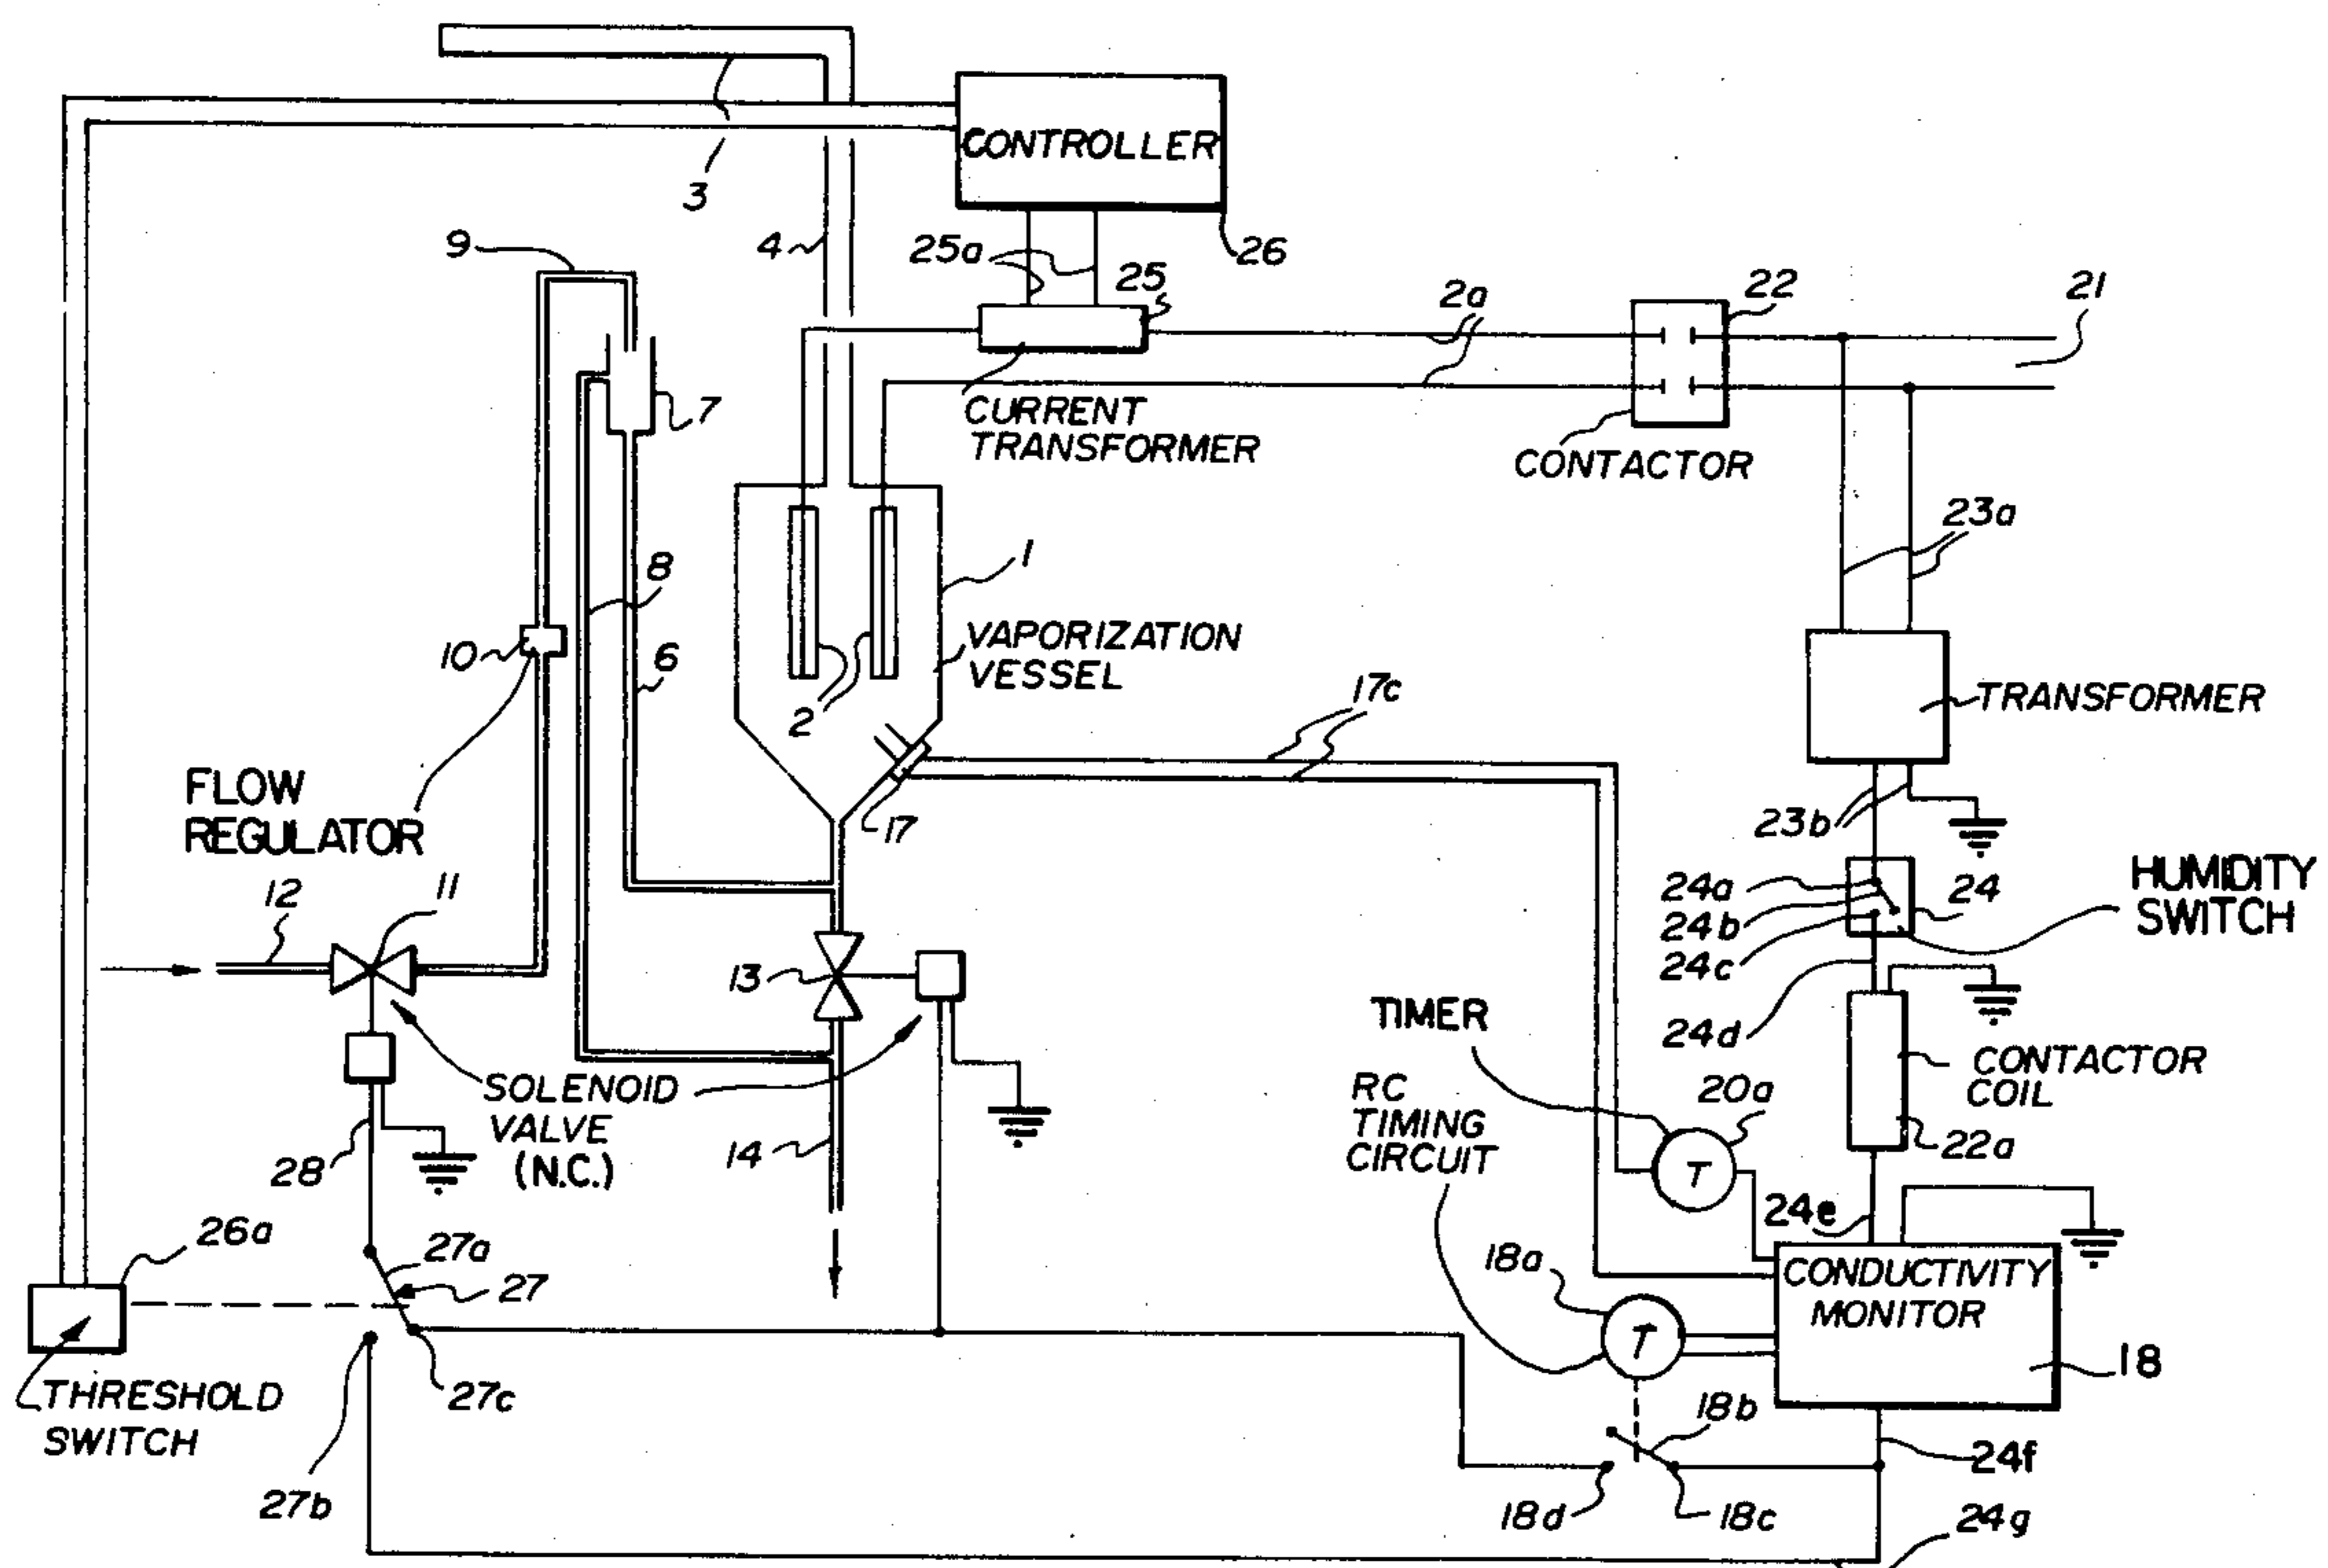 CONTROLLER
3
9
4
25a
26
25
2a
22
21
7
CURRENT
TRANSFORMER
CONTACTOR
23a
8
1
10
6
VAPORIZATION
VESSEL
2
17c
TRANSFORMER
FLOW
REGULATOR
17
23b
12
11
24a
24b
24c
24
HUMIDITY
SWITCH
13
TIMER
24d
SOLENOID
VALVE
(N.C.)
RC
TIMING
CIRCUIT
20a
T
CONTACTOR
COIL
22a
28
14
24e
26a
27a
27
18a
T
CONDUCTIVITY
MONITOR
18
THRESHOLD
SWITCH
27c
18b
24f
27b
18d
18c
24g